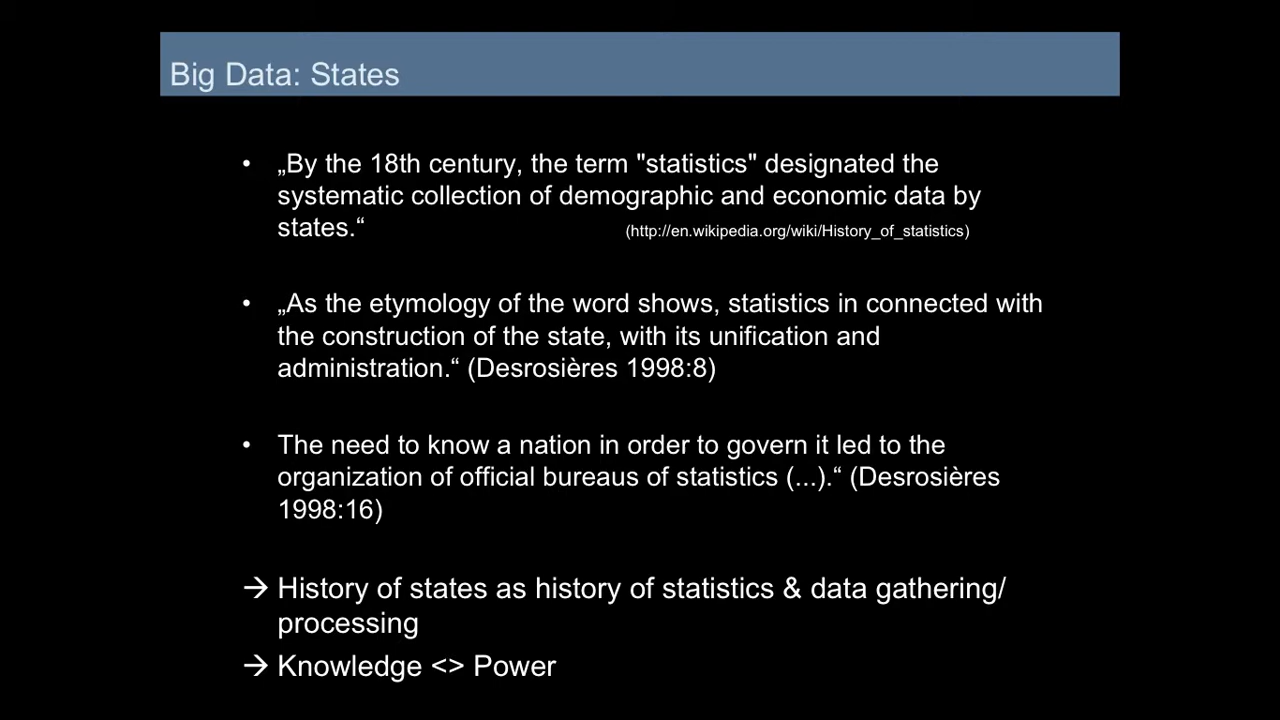 Big Data: States
• „By the 18th century, the term "statistics" designated the
systematic collection of demographic and economic data by
states.“ (http://en.wikipedia.org/wiki/History_of_statistics)
• „As the etymology of the word shows, statistics in connected with
the construction of the state, with its unification and
administration.“ (Desrosières 1998:8)
• The need to know a nation in order to govern it led to the
organization of official bureaus of statistics (...).“ (Desrosières
1998:16)
→ History of states as history of statistics & data gathering/
processing
→ Knowledge <> Power